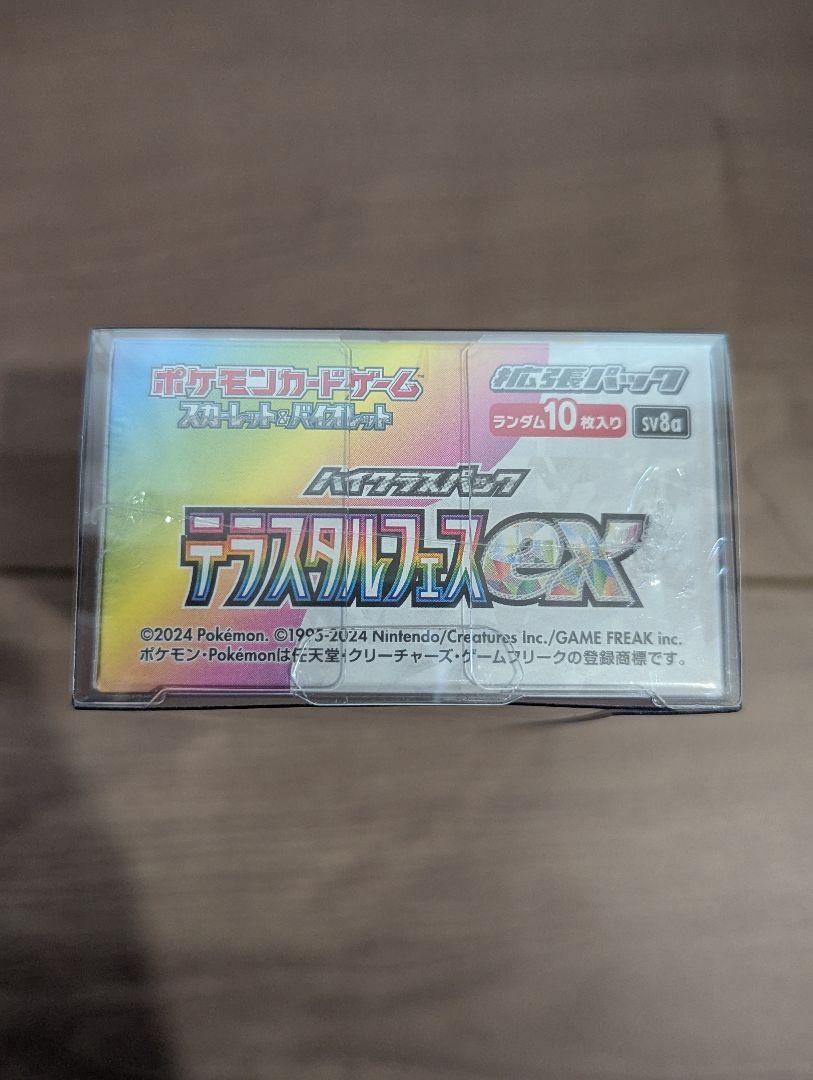 ポケモンカードゲーム™
スカーレット&バイオレット
拡張パック
ランダム10枚入り
SV8a
ハイクラスパック
テラスタルフェスex
©2024 Pokémon. ©1995-2024 Nintendo/Creatures Inc./GAME FREAK inc.
ポケモン・Pokémonは任天堂・クリーチャーズ・ゲームフリークの登録商標です。